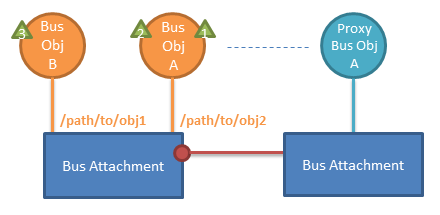 3
Bus
Obj
B
2
Bus
Obj
A
1
Proxy
Bus Obj
A
/path/to/obj1
/path/to/obj2
Bus Attachment
Bus Attachment